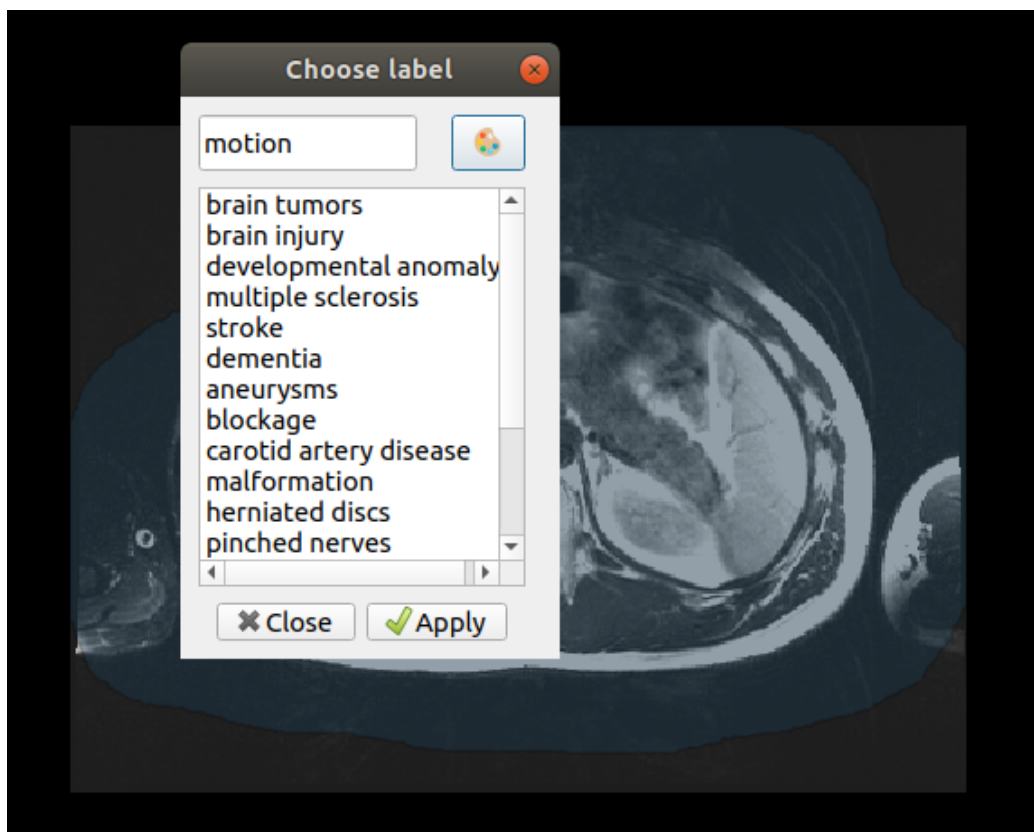 Choose label
motion
brain tumors
brain injury
developmental anomaly
multiple sclerosis
stroke
dementia
aneurysms
blockage
carotid artery disease
malformation
herniated discs
pinched nerves
Close Apply